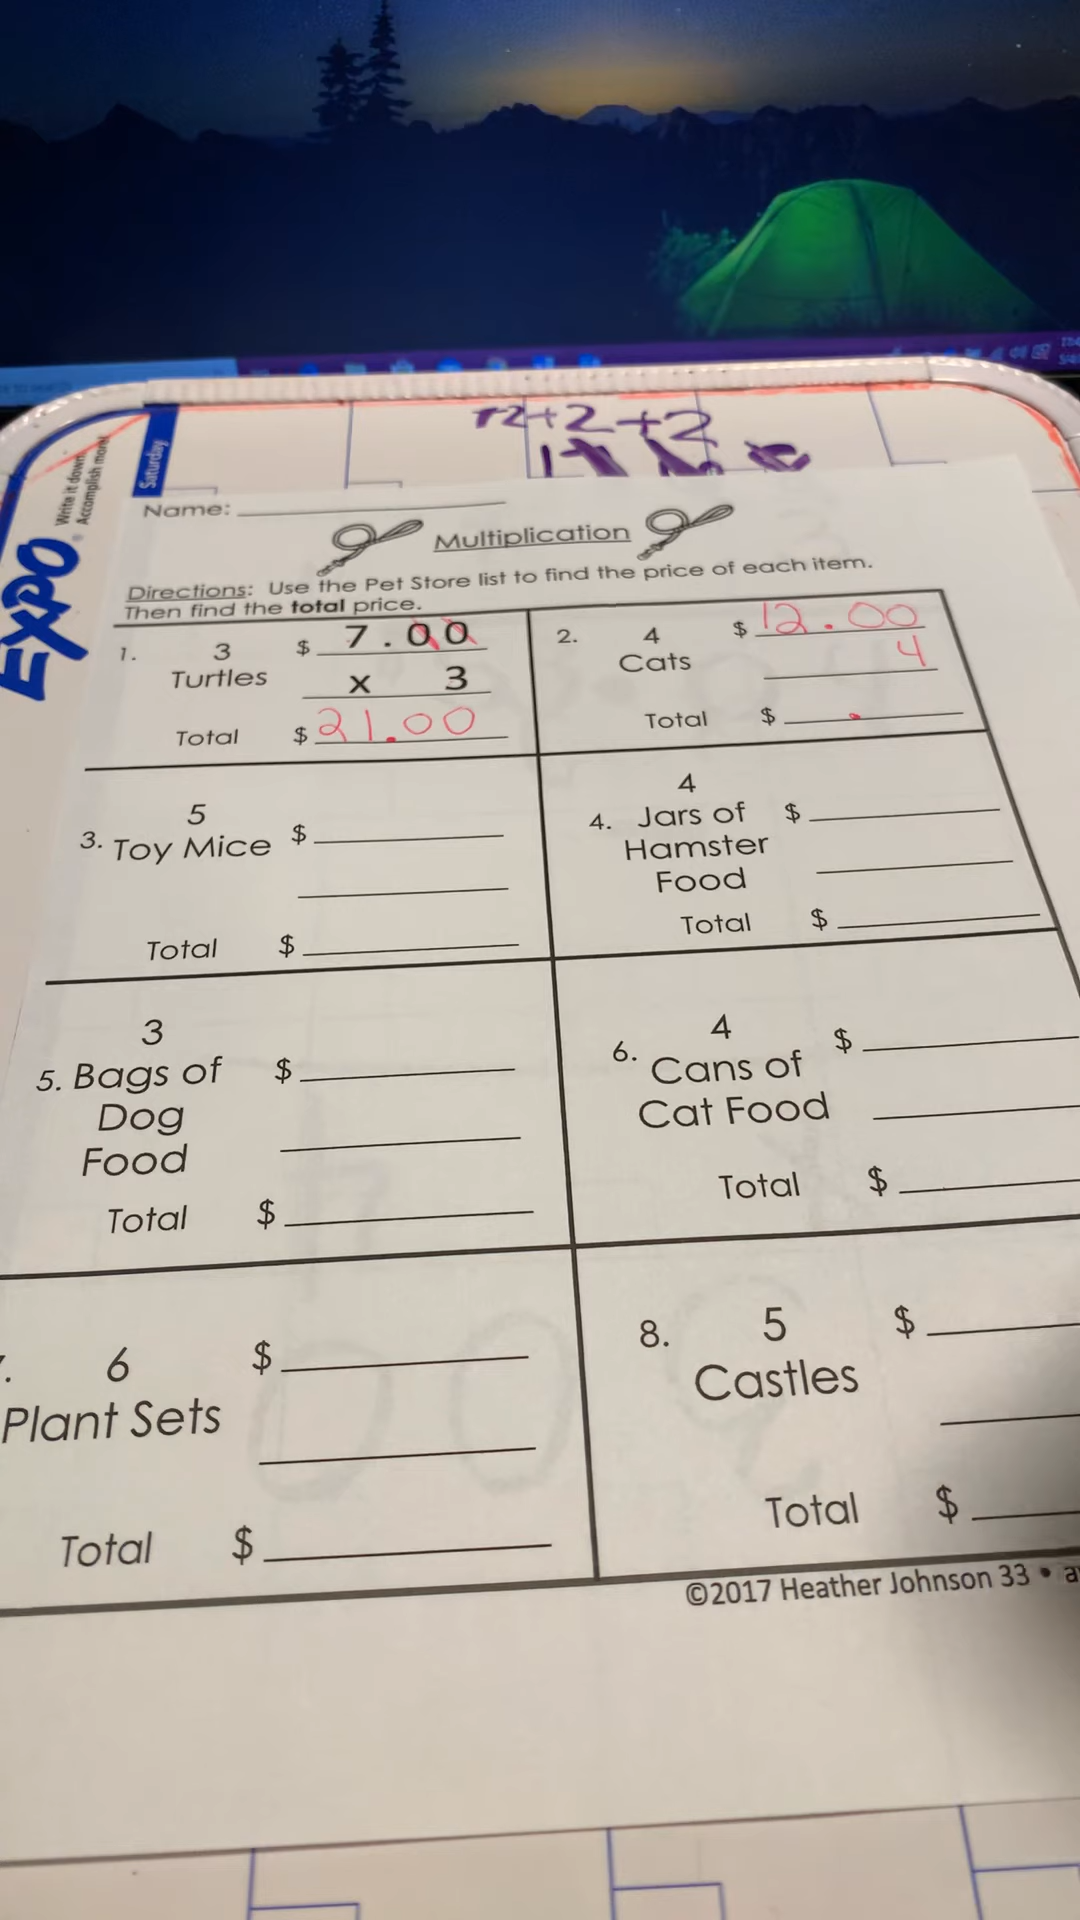 +2+2+2
Saturday
Write it down.
Accomplish more!
EXPO
Name:
Multiplication
Directions: Use the Pet Store list to find the price of each item.
Then find the total price.
1. 3 Turtles $ 7.00
x 3
Total $ 21.00
2. 4 Cats $ 12.00
4
Total $ .
3. 5 Toy Mice $
Total $
4. 4 Jars of Hamster Food $
Total $
5. 3 Bags of Dog Food $
Total $
6. 4 Cans of Cat Food $
Total $
6 Plant Sets $
Total $
8. 5 Castles $
Total $
©2017 Heather Johnson 33 •